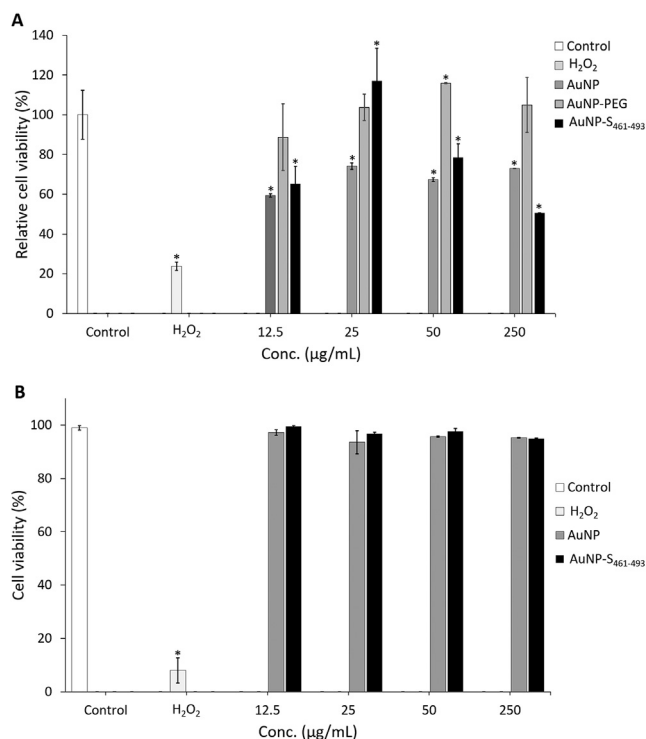 A
140
120
100
80
60
40
20
0
Relative cell viability (%)
*
*
*
*
*
*
*
*
*
*
Control
H₂O₂
12.5
25
50
250
Conc. (µg/mL)
Control
H₂O₂
AuNP
AuNP-PEG
AuNP-S₄₆₁₋₄₉₃
B
100
80
60
40
20
0
Cell viability (%)
*
Control
H₂O₂
12.5
25
50
250
Conc. (µg/mL)
Control
H₂O₂
AuNP
AuNP-S₄₆₁₋₄₉₃